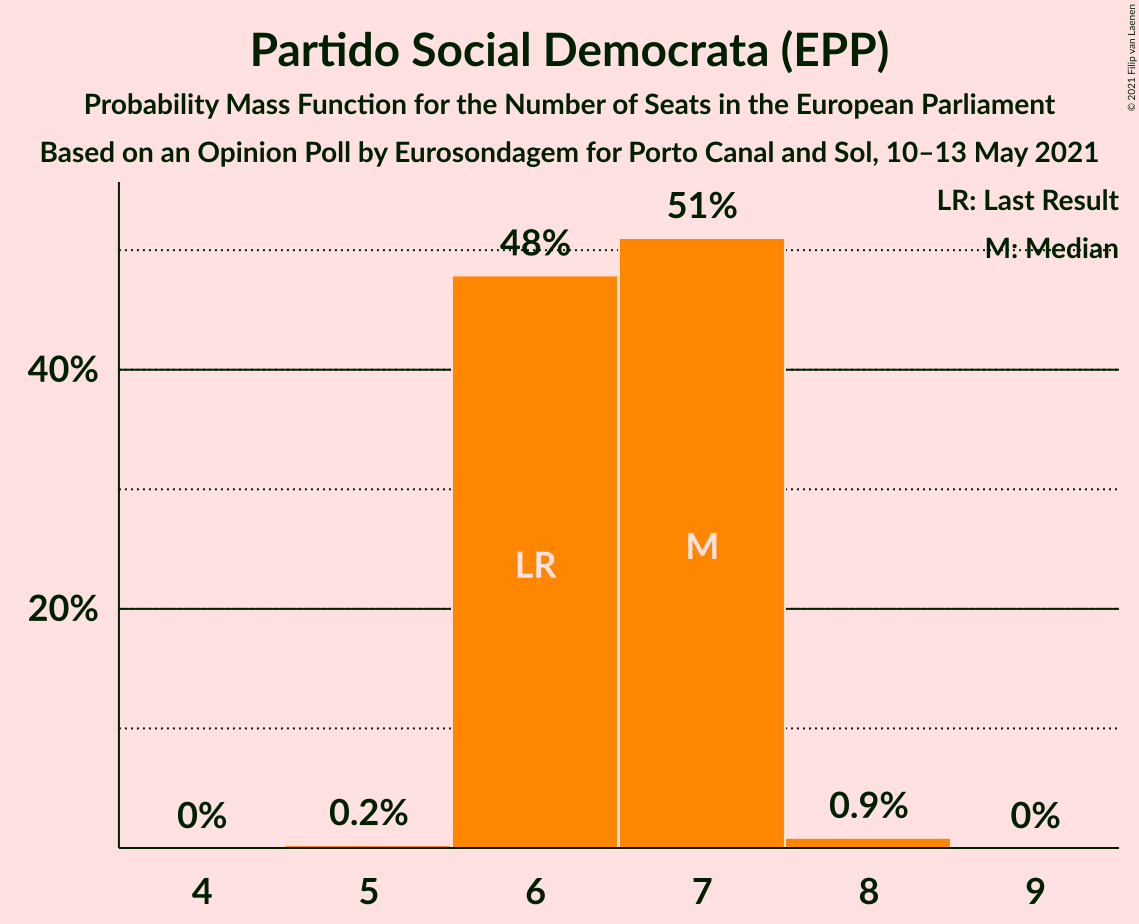 Partido Social Democrata (EPP)
Probability Mass Function for the Number of Seats in the European Parliament
Based on an Opinion Poll by Eurosondagem for Porto Canal and Sol, 10–13 May 2021
© 2021 Filip van Laenen
LR: Last Result
M: Median
51%
48%
40%
LR
M
20%
0%
0.2%
0.9%
0%
4 5 6 7 8 9